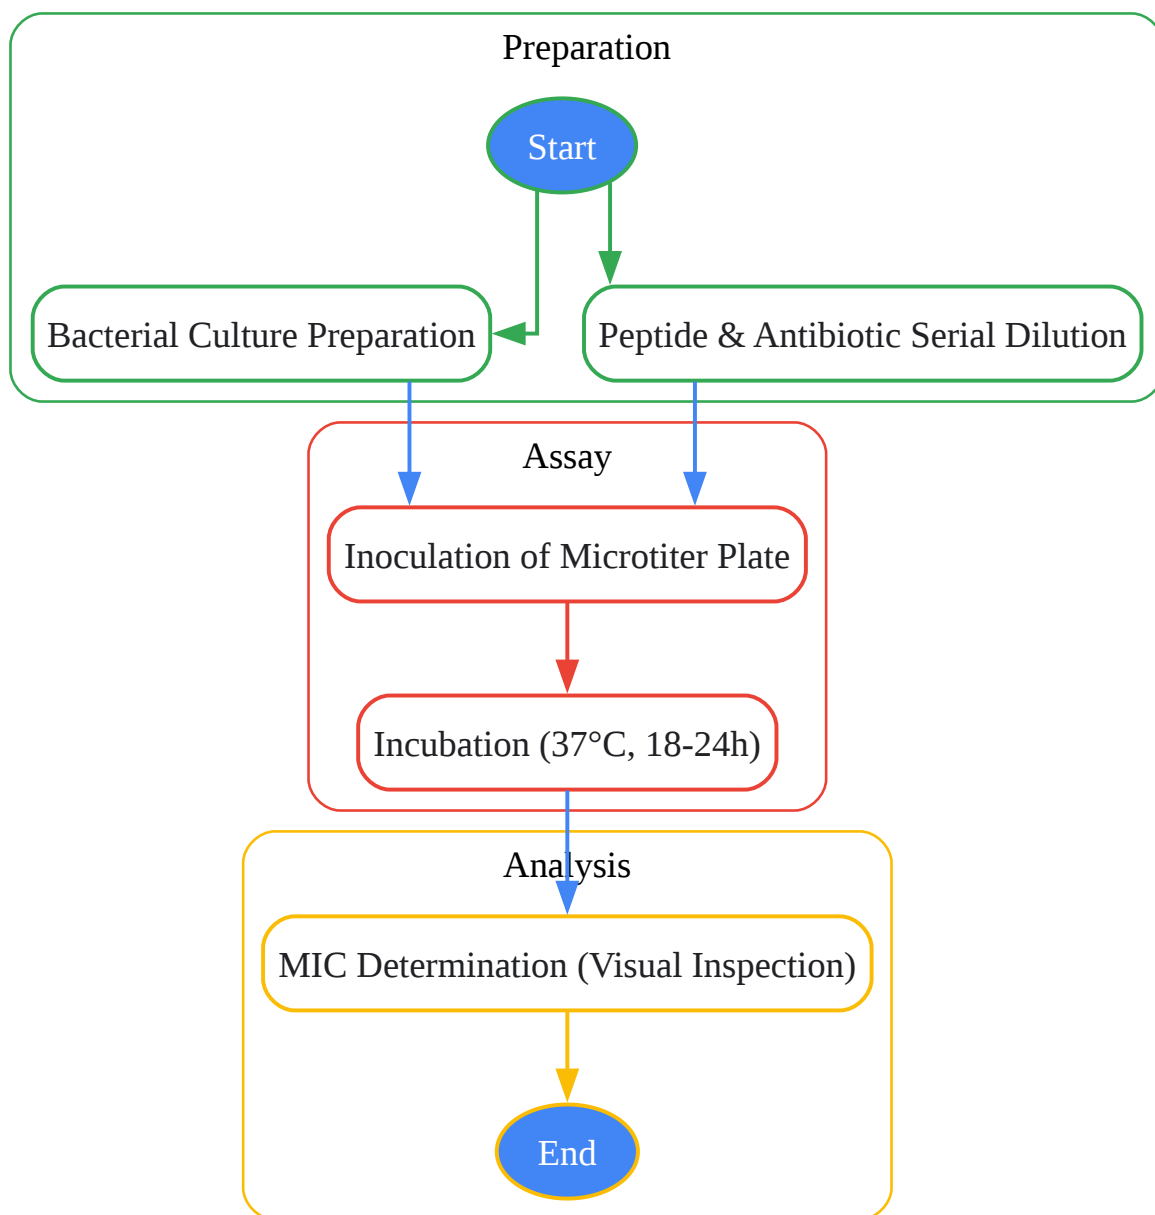 Preparation
Start
Bacterial Culture Preparation
Peptide & Antibiotic Serial Dilution
Assay
Inoculation of Microtiter Plate
Incubation (37°C, 18-24h)
Analysis
MIC Determination (Visual Inspection)
End